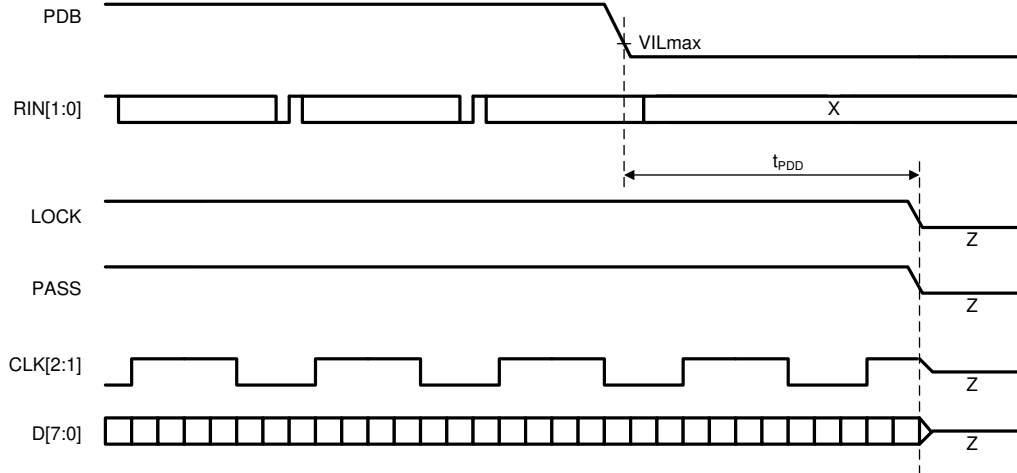 PDB
VILmax
RIN[1:0]
X
tPDD
LOCK
Z
PASS
Z
CLK[2:1]
Z
D[7:0]
Z